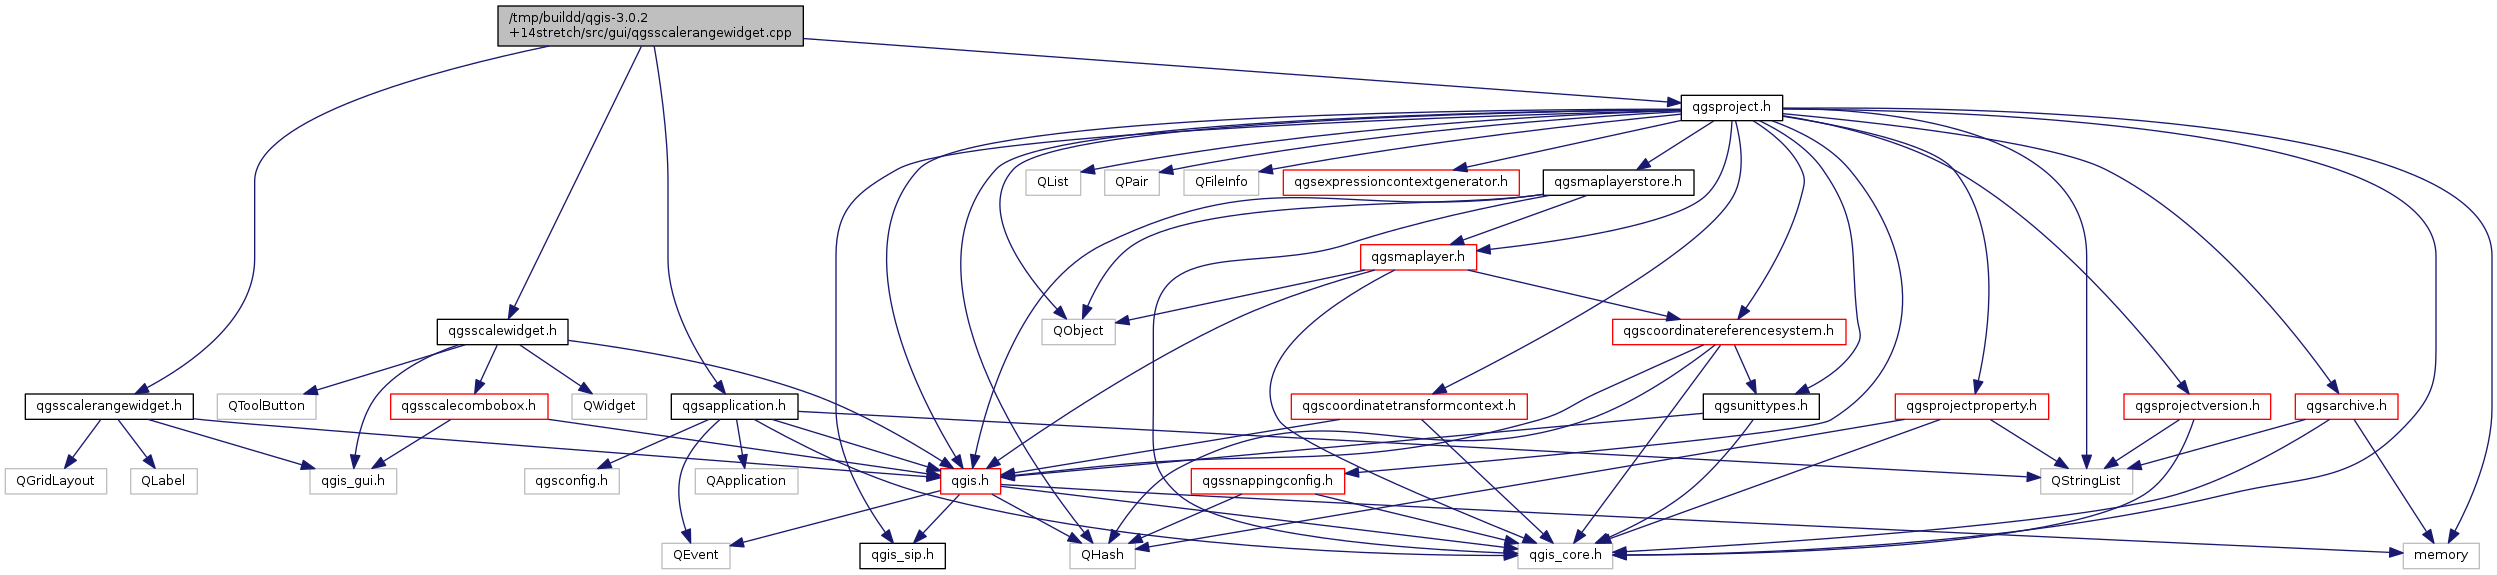 /tmp/buildd/qgis-3.0.2
+14stretch/src/gui/qgsscalerangewidget.cpp
qgsproject.h
QList
QPair
QFileInfo
qgsexpressioncontextgenerator.h
qgsmaplayerstore.h
qgsmaplayer.h
qgsscalewidget.h
QObject
qgscoordinatereferencesystem.h
qgsscalerangewidget.h
QToolButton
qgsscalecombobox.h
QWidget
qgsapplication.h
qgscoordinatetransformcontext.h
qgsunittypes.h
qgsprojectproperty.h
qgsprojectversion.h
qgsarchive.h
QGridLayout
QLabel
qgis_gui.h
qgsconfig.h
QApplication
qgis.h
qgssnappingconfig.h
QStringList
QEvent
qgis_sip.h
QHash
qgis_core.h
memory